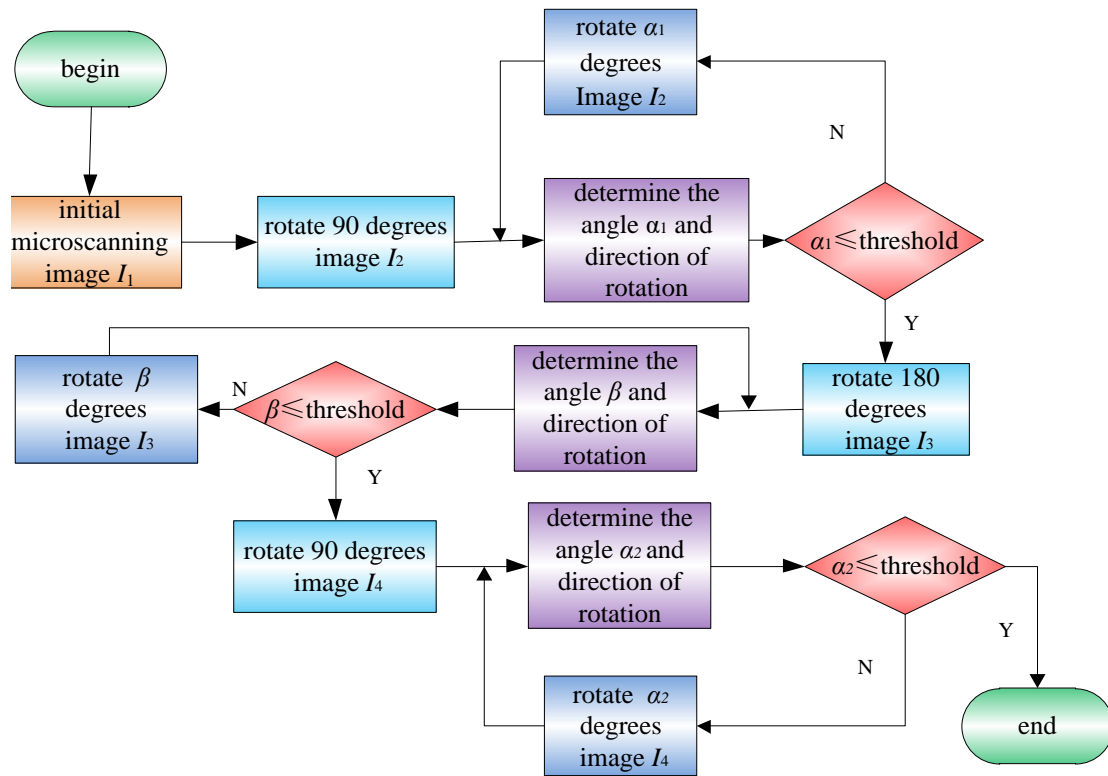 begin
initial
microscanning
image I₁
rotate 90 degrees
image I₂
rotate α₁
degrees
Image I₂
determine the
angle α₁ and
direction of
rotation
α₁≤threshold
N
Y
rotate 180
degrees
image I₃
determine the
angle β and
direction of
rotation
β≤threshold
N
rotate β
degrees
image I₃
Y
rotate 90 degrees
image I₄
determine the
angle α₂ and
direction of
rotation
α₂≤threshold
N
rotate α₂
degrees
image I₄
Y
end